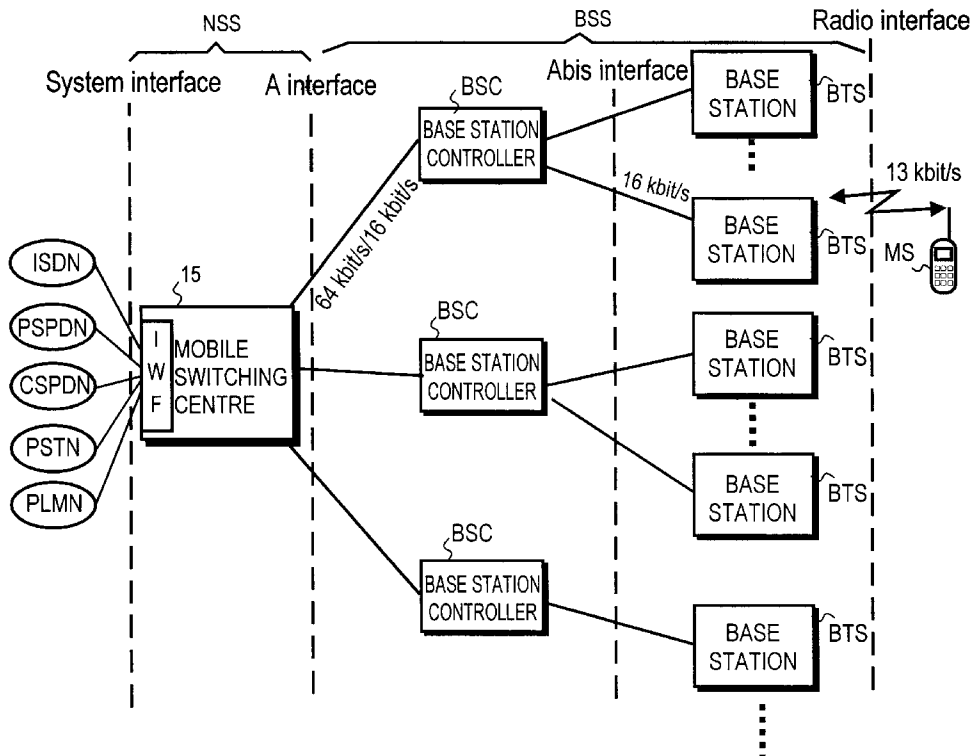 NSS
BSS
Radio interface
System interface
A interface
Abis interface
BSC
BASE STATION
CONTROLLER
BASE
STATION
BTS
64 kbit/s/16 kbit/s
16 kbit/s
BASE
STATION
BTS
13 kbit/s
MS
ISDN
PSPDN
CSPDN
PSTN
PLMN
15
I
W
F
MOBILE
SWITCHING
CENTRE
BSC
BASE STATION
CONTROLLER
BASE
STATION
BTS
BASE
STATION
BTS
BSC
BASE STATION
CONTROLLER
BASE
STATION
BTS